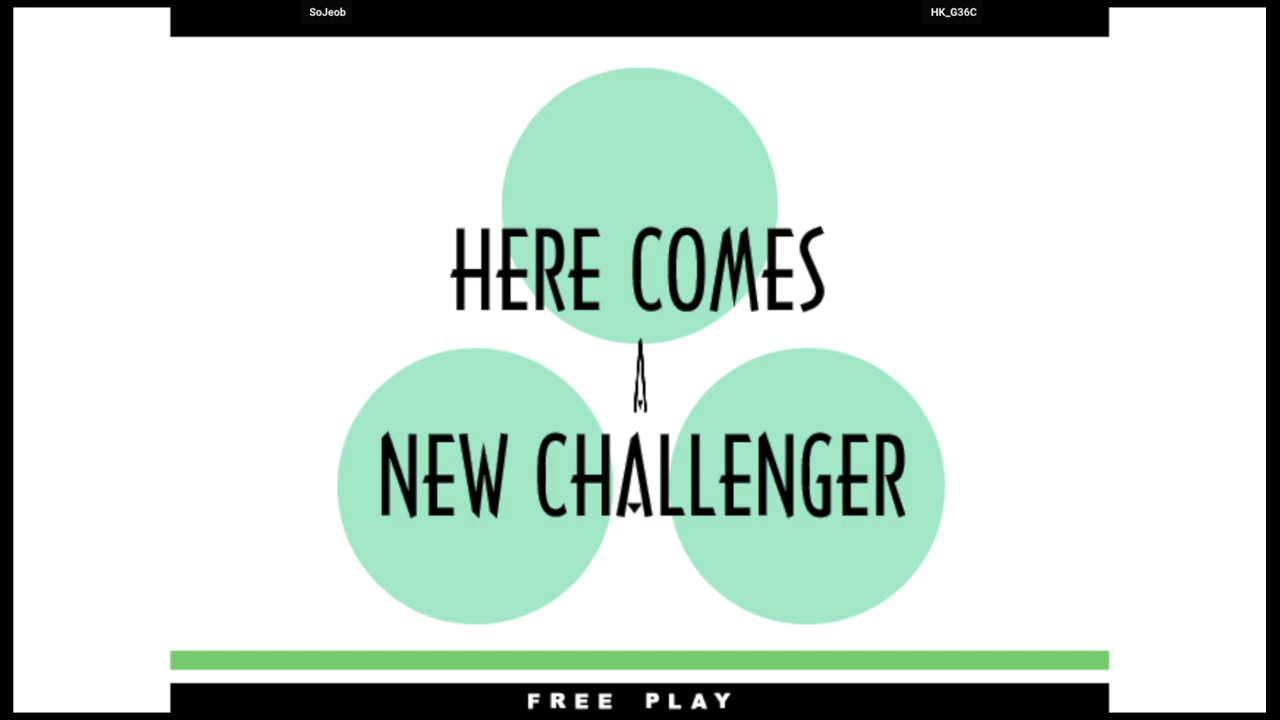 SoJeob HK_G36C
HERE COMES
A
NEW CHALLENGER
FREE PLAY